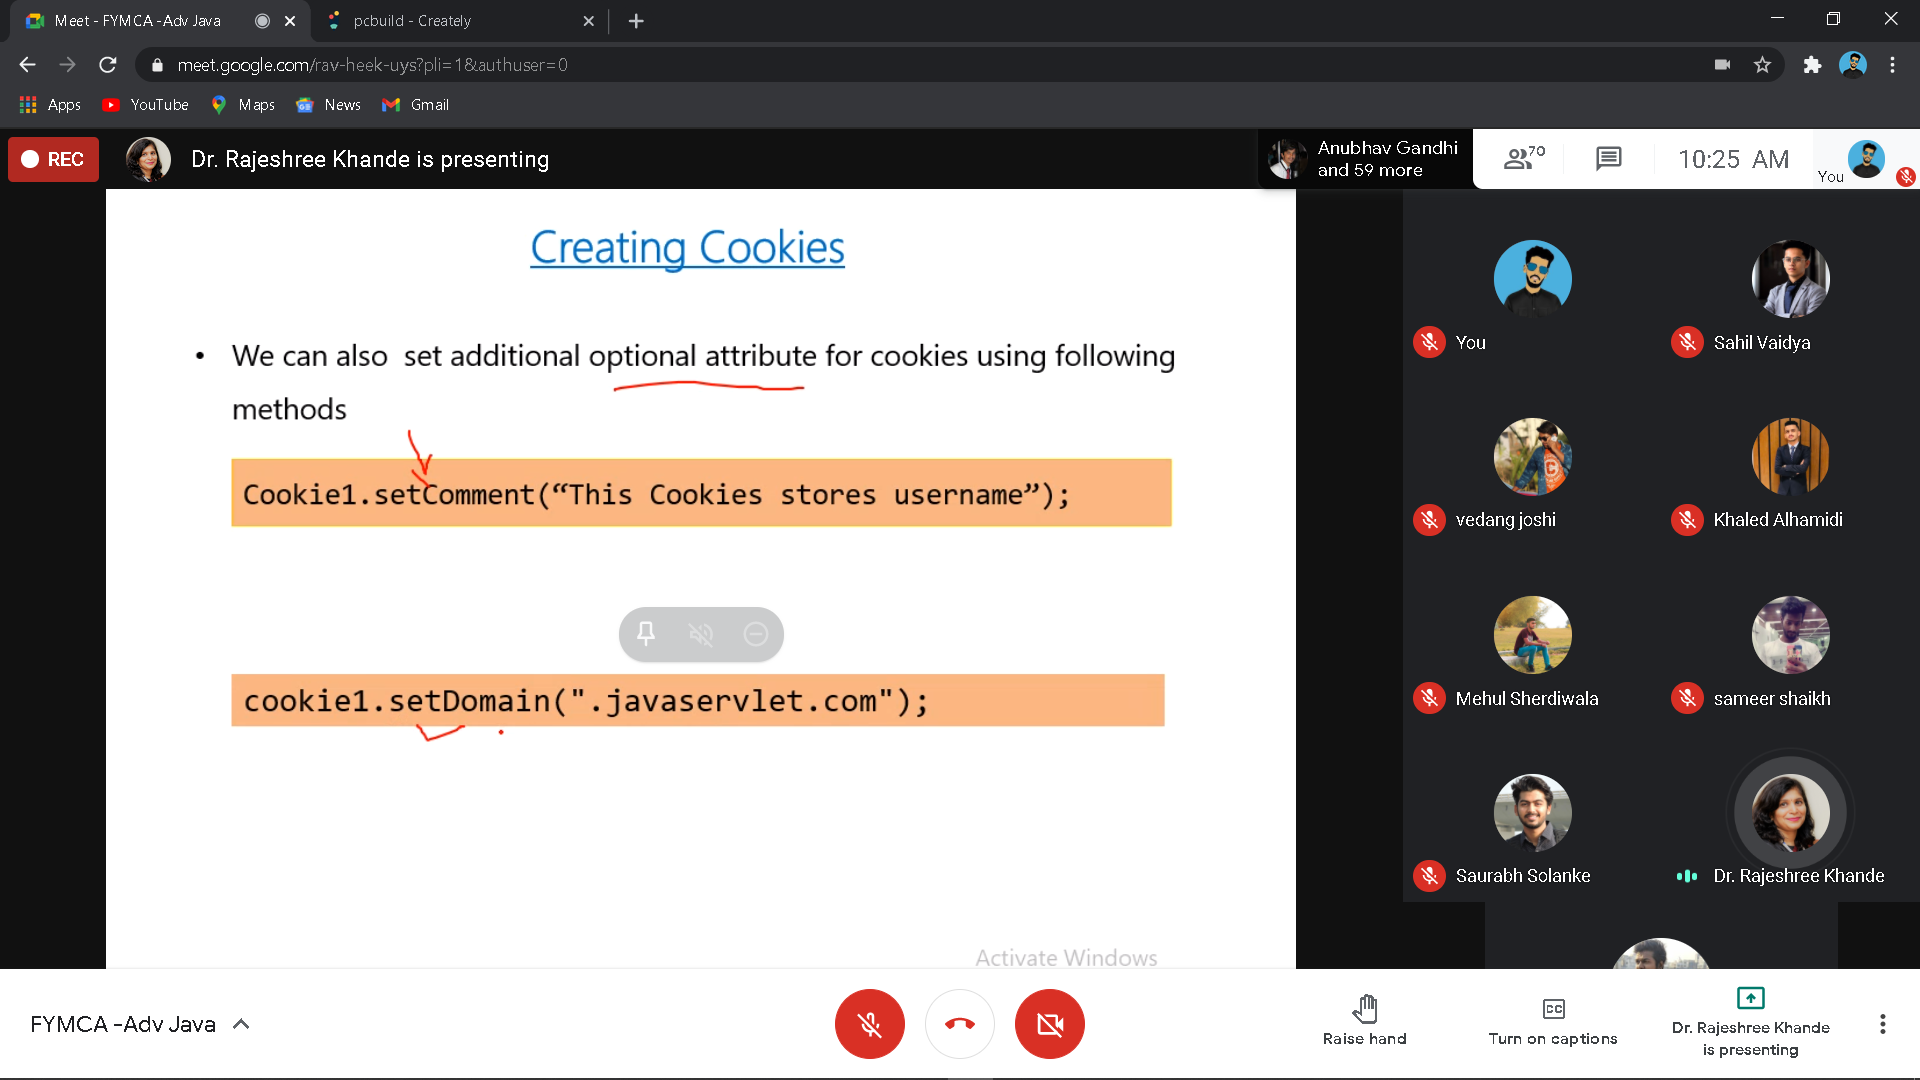 Meet - FYMCA -Adv Java
pcbuild - Creately
meet.google.com/rav-heek-uys?pli=1&authuser=0
Apps
YouTube
Maps
News
Gmail
REC
Dr. Rajeshree Khande is presenting
Anubhav Gandhi
and 59 more
70
10:25 AM
You
Creating Cookies
• We can also set additional optional attribute for cookies using following
methods
Cookie1.setComment(“This Cookies stores username”);
cookie1.setDomain(".javaservlet.com");
Activate Windows
You
Sahil Vaidya
vedang joshi
Khaled Alhamidi
Mehul Sherdiwala
sameer shaikh
Saurabh Solanke
Dr. Rajeshree Khande
FYMCA -Adv Java
Raise hand
CC
Turn on captions
Dr. Rajeshree Khande
is presenting